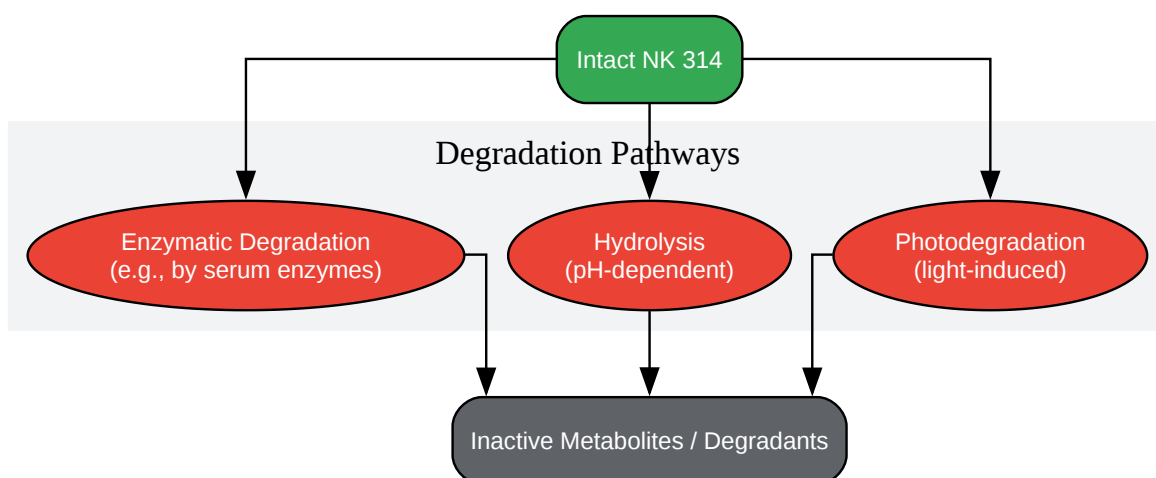 Intact NK 314
Degradation Pathways
Enzymatic Degradation
(e.g., by serum enzymes)
Hydrolysis
(pH-dependent)
Photodegradation
(light-induced)
Inactive Metabolites / Degradants